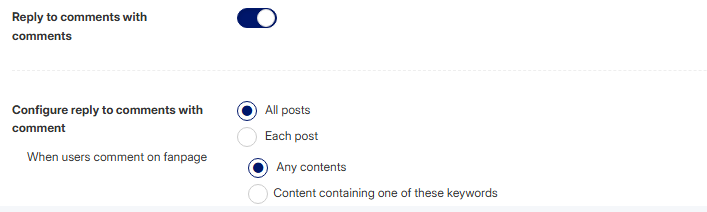 Reply to comments with
comments
Configure reply to comments with
comment
All posts
Each post
When users comment on fanpage
Any contents
Content containing one of these keywords